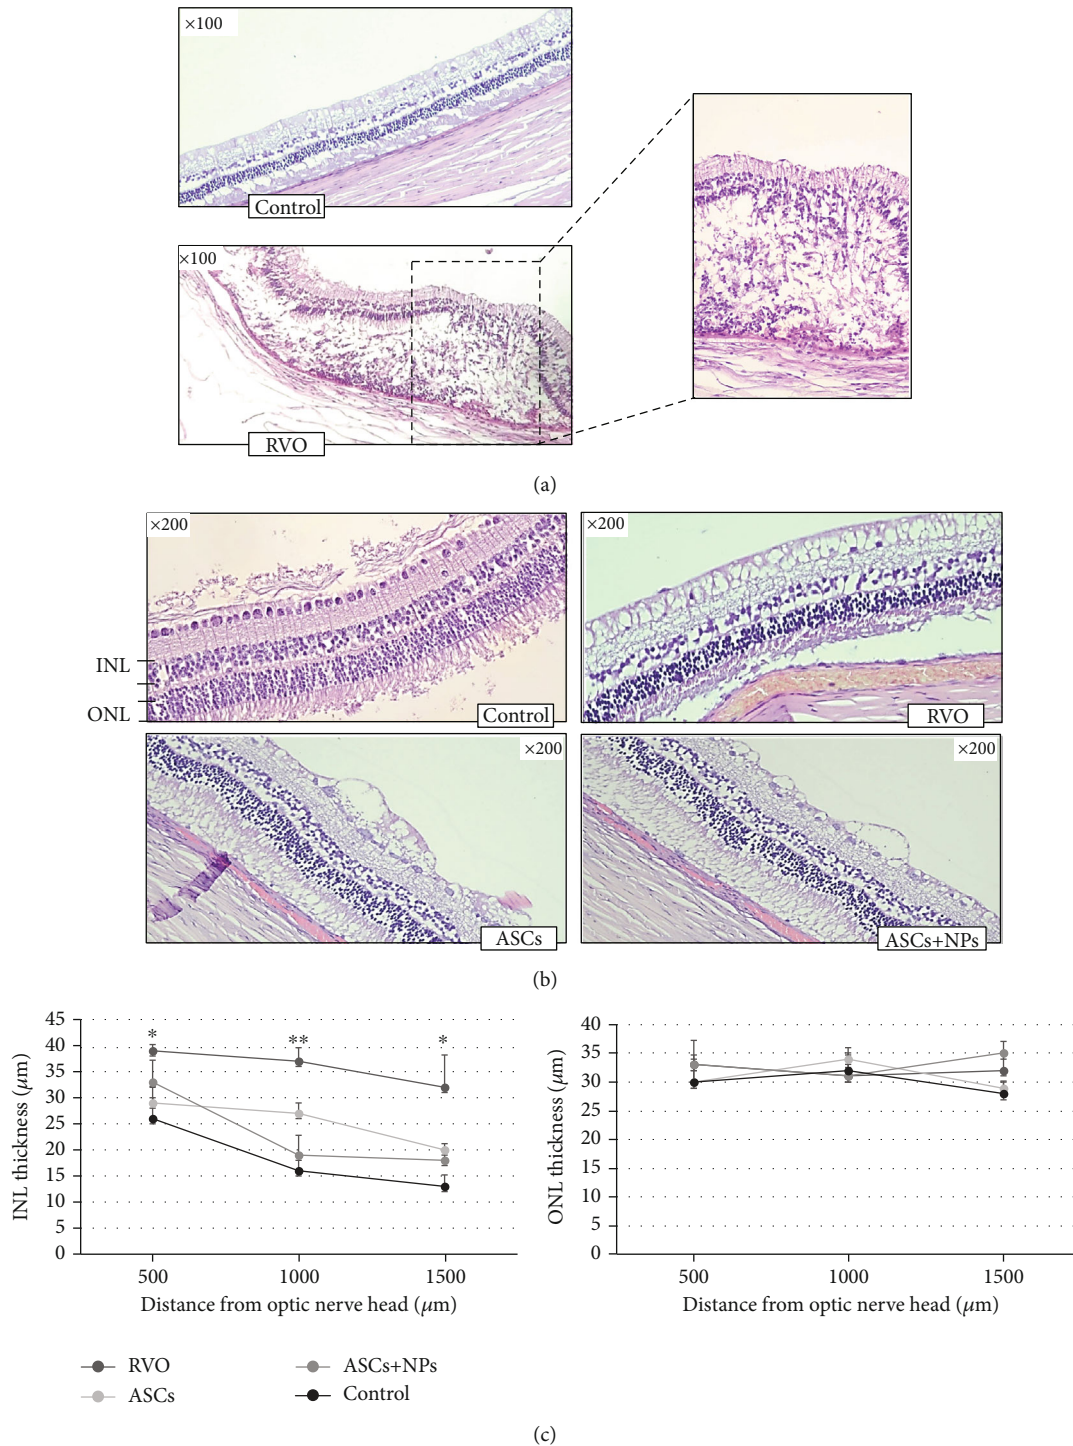 ×100
Control
×100
RVO
(a)
×200
INL
ONL
Control
×200
RVO
×200
ASCs
×200
ASCs+NPs
(b)
45
40
35
30
25
20
15
10
5
0
INL thickness (μm)
*
**
*
500 1000 1500
Distance from optic nerve head (μm)
40
35
30
25
20
15
10
5
0
ONL thickness (μm)
500 1000 1500
Distance from optic nerve head (μm)
RVO
ASCs
ASCs+NPs
Control
(c)